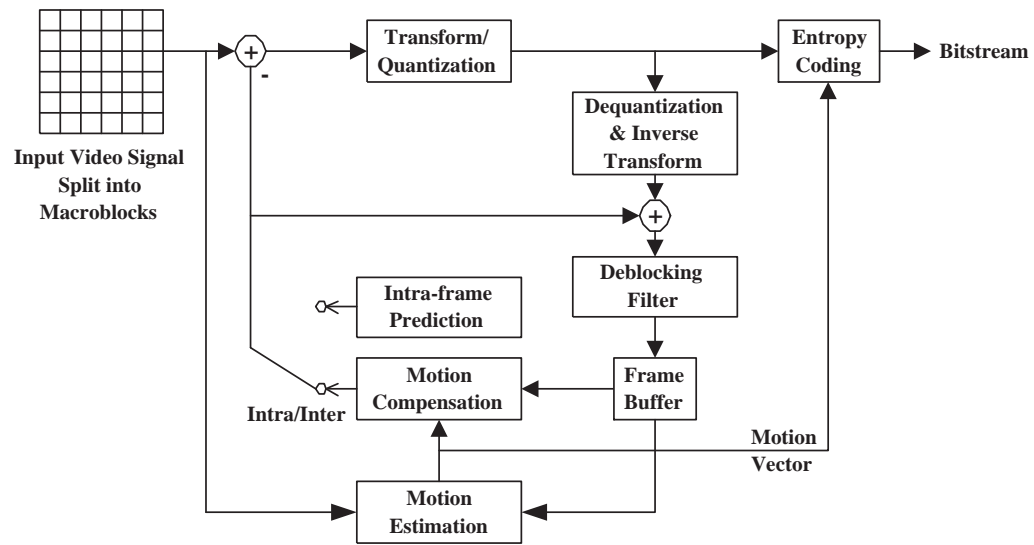 Transform/
Quantization
Entropy
Coding
Bitstream
+
-
Dequantization
& Inverse
Transform
Input Video Signal
Split into
Macroblocks
+
Deblocking
Filter
Intra-frame
Prediction
Motion
Compensation
Frame
Buffer
Intra/Inter
Motion
Vector
Motion
Estimation